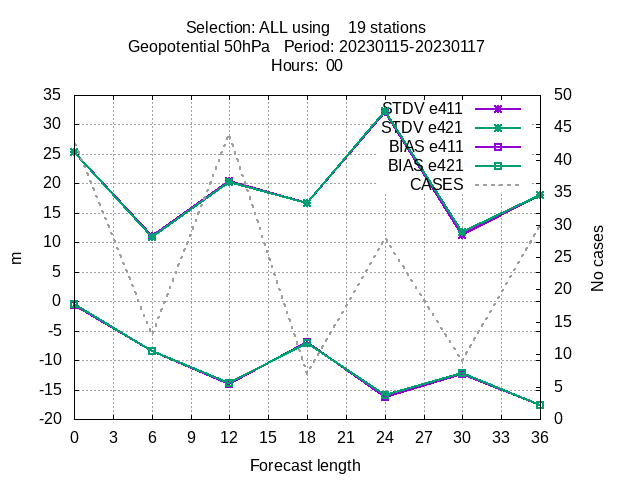 Selection: ALL using    19 stations
Geopotential 50hPa   Period: 20230115-20230117
Hours:  00
35
30
25
20
15
10
5
0
-5
-10
-15
-20
m
STDV e411
STDV e421
BIAS e411
BIAS e421
CASES
50
45
40
35
30
25
20
15
10
5
0
No cases
0 3 6 9 12 15 18 21 24 27 30 33 36
Forecast length